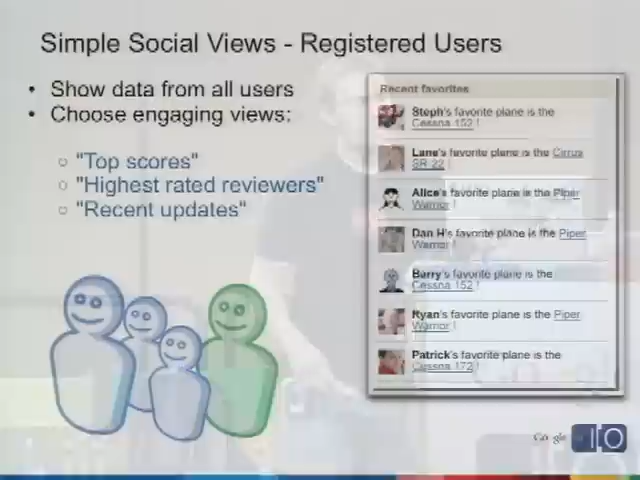 Simple Social Views - Registered Users
• Show data from all users
• Choose engaging views:
○ "Top scores"
○ "Highest rated reviewers"
○ "Recent updates"
Recent favorites
Steph's favorite plane is the
Cessna 152 !
Lane's favorite plane is the Cirrus
SR-22 !
Alice's favorite plane is the Piper
Warrior !
Dan H's favorite plane is the Piper
Warrior !
Barry's favorite plane is the
Cessna 152 !
Ryan's favorite plane is the Piper
Warrior !
Patrick's favorite plane is the
Cessna 172 !
Google IO